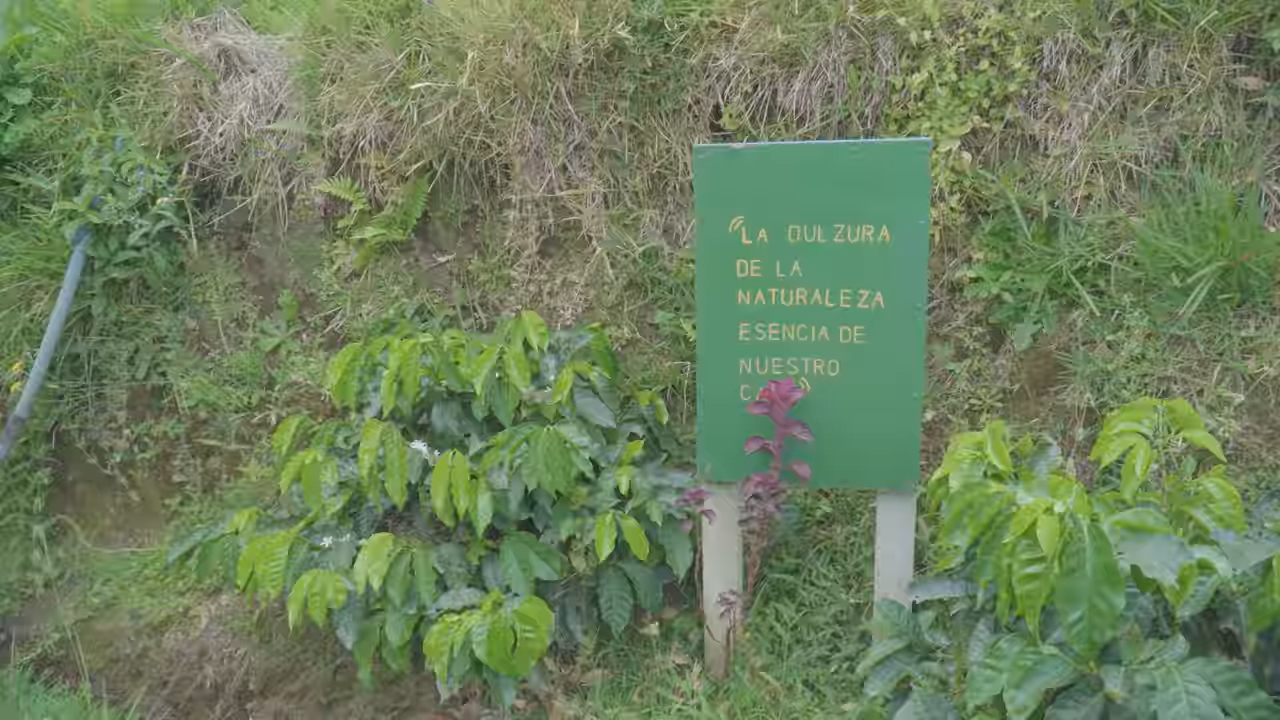 "LA DULZURA
DE LA
NATURALEZA
ESENCIA DE
NUESTRO